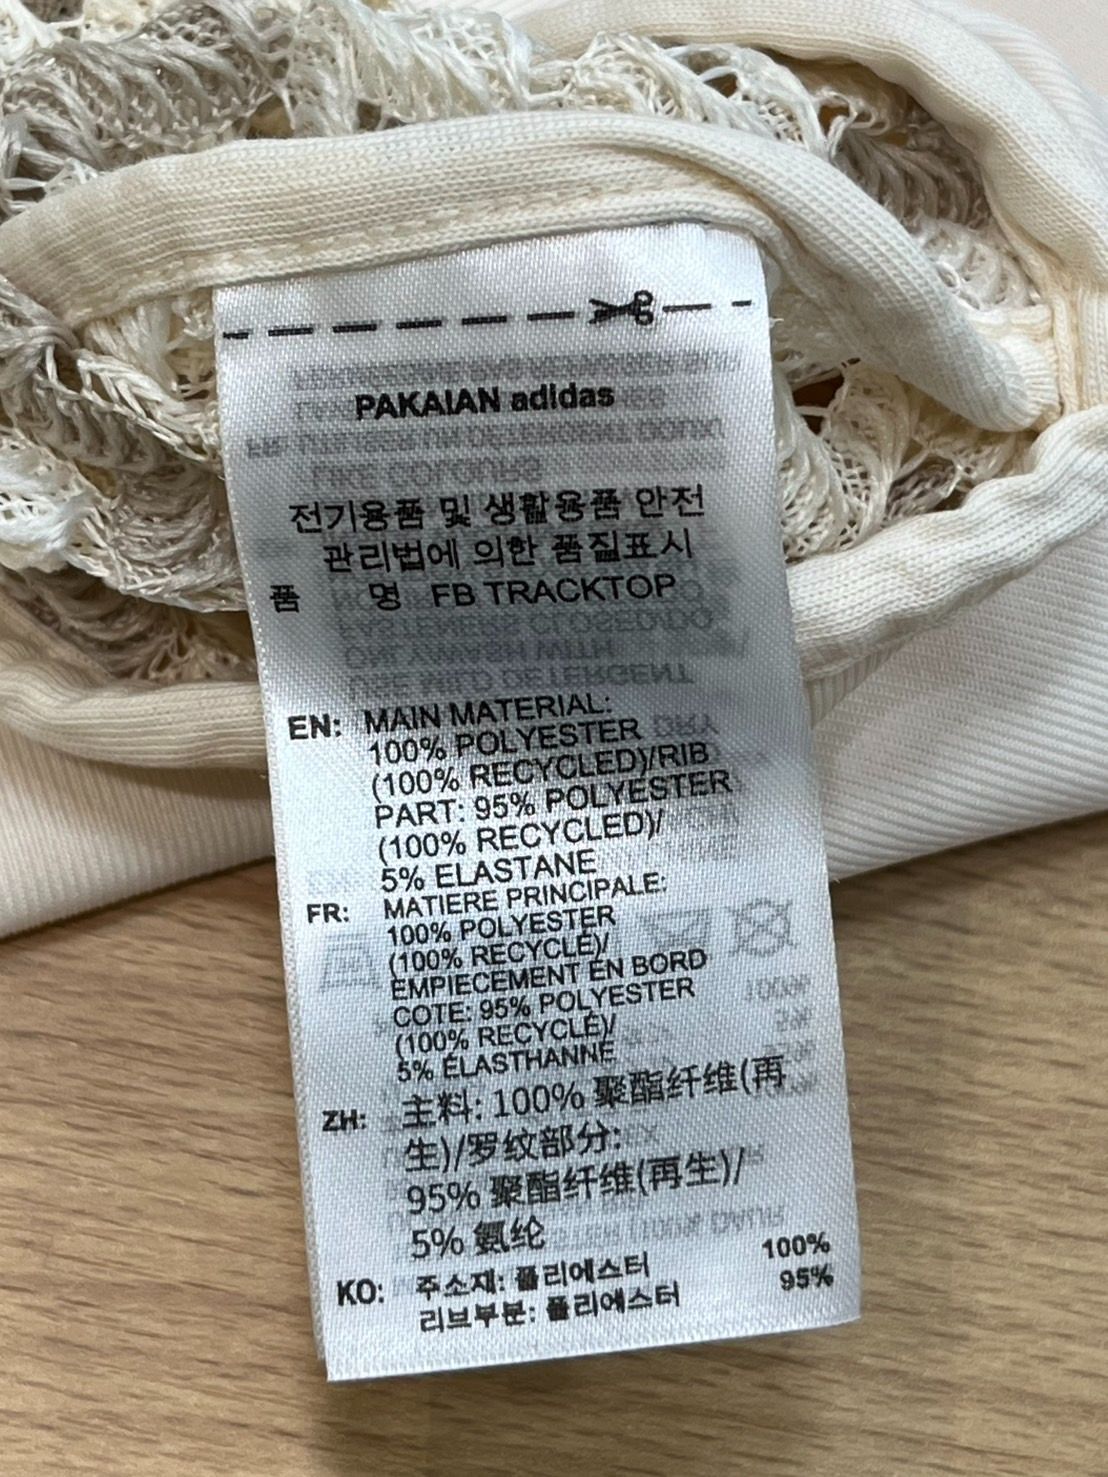 PAKAIAN adidas
전기용품 및 생활용품 안전
관리법에 의한 품질표시
품 명 FB TRACKTOP
EN: MAIN MATERIAL:
100% POLYESTER
(100% RECYCLED)/RIB
PART: 95% POLYESTER
(100% RECYCLED)/
5% ELASTANE
FR: MATIERE PRINCIPALE:
100% POLYESTER
(100% RECYCLÉ)/
EMPIECEMENT EN BORD
COTE: 95% POLYESTER
(100% RECYCLÉ)/
5% ÉLASTHANNE
ZH: 主料: 100% 聚酯纤维(再
生)/罗纹部分:
95% 聚酯纤维(再生)/
5% 氨纶
KO: 주소재: 폴리에스터 100%
리브부분: 폴리에스터 95%